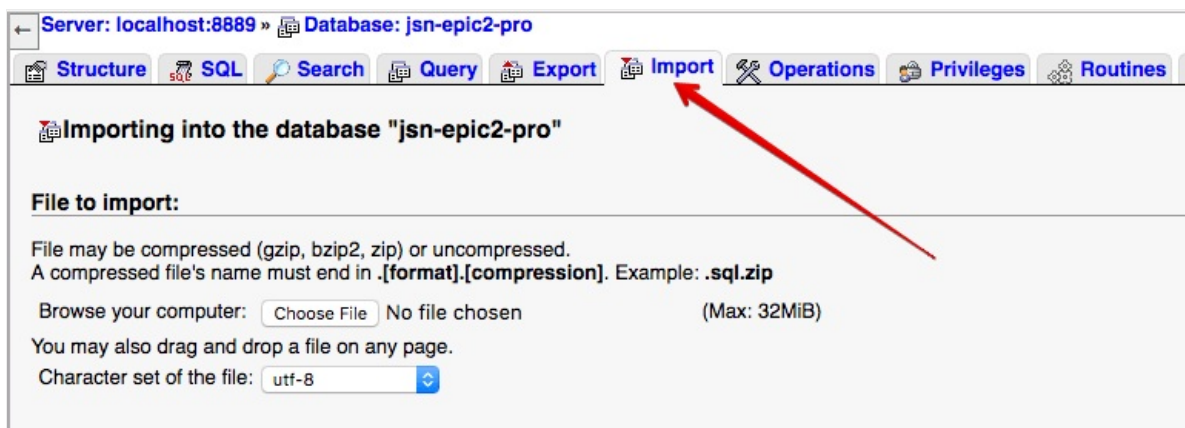 Server: localhost:8889 » Database: jsn-epic2-pro
Structure SQL Search Query Export Import Operations Privileges Routines
Importing into the database "jsn-epic2-pro"
File to import:
File may be compressed (gzip, bzip2, zip) or uncompressed.
A compressed file's name must end in .[format].[compression]. Example: .sql.zip
Browse your computer: Choose File No file chosen (Max: 32MiB)
You may also drag and drop a file on any page.
Character set of the file: utf-8